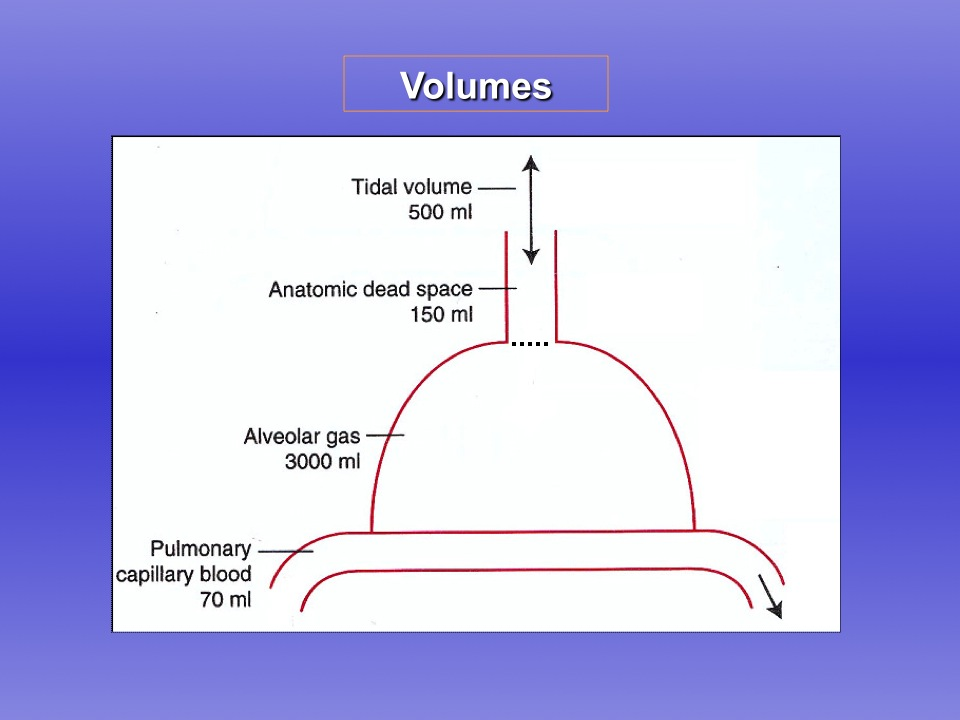 Volumes
Tidal volume
500 ml
Anatomic dead space
150 ml
Alveolar gas
3000 ml
Pulmonary
capillary blood
70 ml